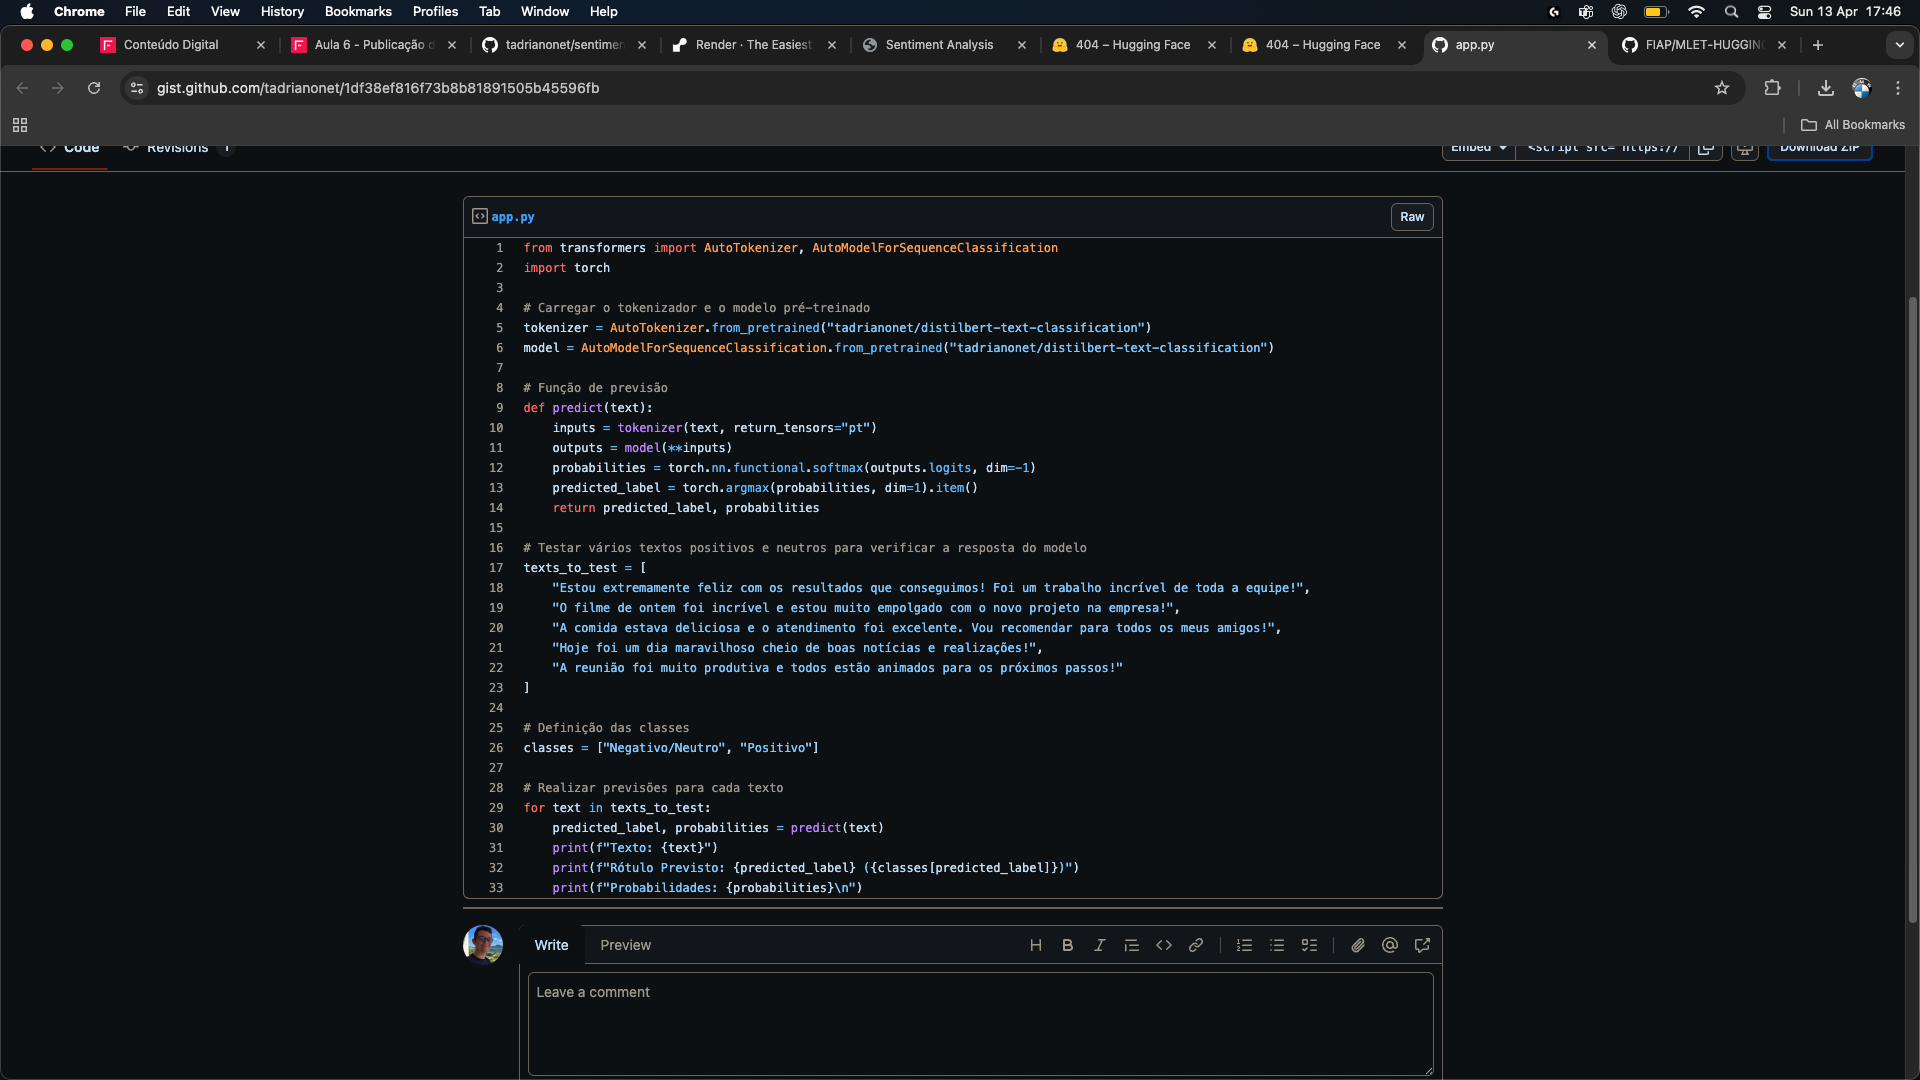 Chrome File Edit View History Bookmarks Profiles Tab Window Help Sun 13 Apr 17:46
Conteúdo Digital Aula 6 - Publicação d tadrianonet/sentimen Render · The Easiest Sentiment Analysis 404 – Hugging Face 404 – Hugging Face app.py FIAP/MLET-HUGGIN
gist.github.com/tadrianonet/1df38ef816f73b8b81891505b45596fb
All Bookmarks
Code Revisions 1 Embed <script src="https:// Download ZIP
app.py Raw
1 from transformers import AutoTokenizer, AutoModelForSequenceClassification
2 import torch
3
4 # Carregar o tokenizador e o modelo pré-treinado
5 tokenizer = AutoTokenizer.from_pretrained("tadrianonet/distilbert-text-classification")
6 model = AutoModelForSequenceClassification.from_pretrained("tadrianonet/distilbert-text-classification")
7
8 # Função de previsão
9 def predict(text):
10     inputs = tokenizer(text, return_tensors="pt")
11     outputs = model(**inputs)
12     probabilities = torch.nn.functional.softmax(outputs.logits, dim=-1)
13     predicted_label = torch.argmax(probabilities, dim=1).item()
14     return predicted_label, probabilities
15
16 # Testar vários textos positivos e neutros para verificar a resposta do modelo
17 texts_to_test = [
18     "Estou extremamente feliz com os resultados que conseguimos! Foi um trabalho incrível de toda a equipe!",
19     "O filme de ontem foi incrível e estou muito empolgado com o novo projeto na empresa!",
20     "A comida estava deliciosa e o atendimento foi excelente. Vou recomendar para todos os meus amigos!",
21     "Hoje foi um dia maravilhoso cheio de boas notícias e realizações!",
22     "A reunião foi muito produtiva e todos estão animados para os próximos passos!"
23 ]
24
25 # Definição das classes
26 classes = ["Negativo/Neutro", "Positivo"]
27
28 # Realizar previsões para cada texto
29 for text in texts_to_test:
30     predicted_label, probabilities = predict(text)
31     print(f"Texto: {text}")
32     print(f"Rótulo Previsto: {predicted_label} ({classes[predicted_label]})")
33     print(f"Probabilidades: {probabilities}\n")
Write Preview
Leave a comment